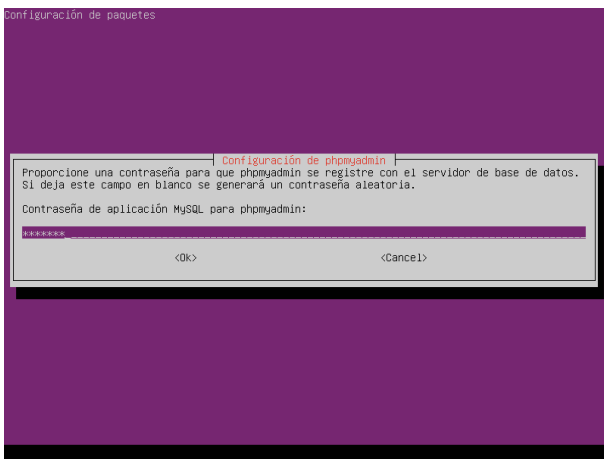 Configuración de paquetes
Configuración de phpmyadmin
Proporcione una contraseña para que phpmyadmin se registre con el servidor de base de datos.
Si deja este campo en blanco se generará un contraseña aleatoria.
Contraseña de aplicación MySQL para phpmyadmin:
*******
<Ok> <Cancel>